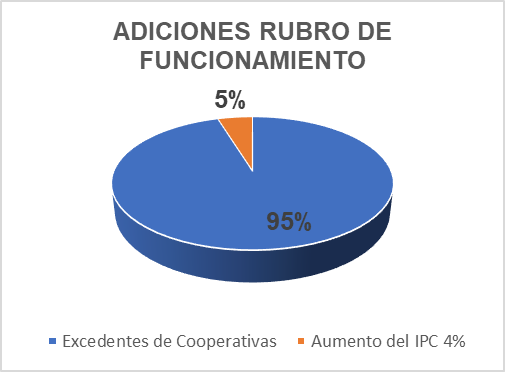 ADICIONES RUBRO DE
FUNCIONAMIENTO
5%
95%
Excedentes de Cooperativas
Aumento del IPC 4%